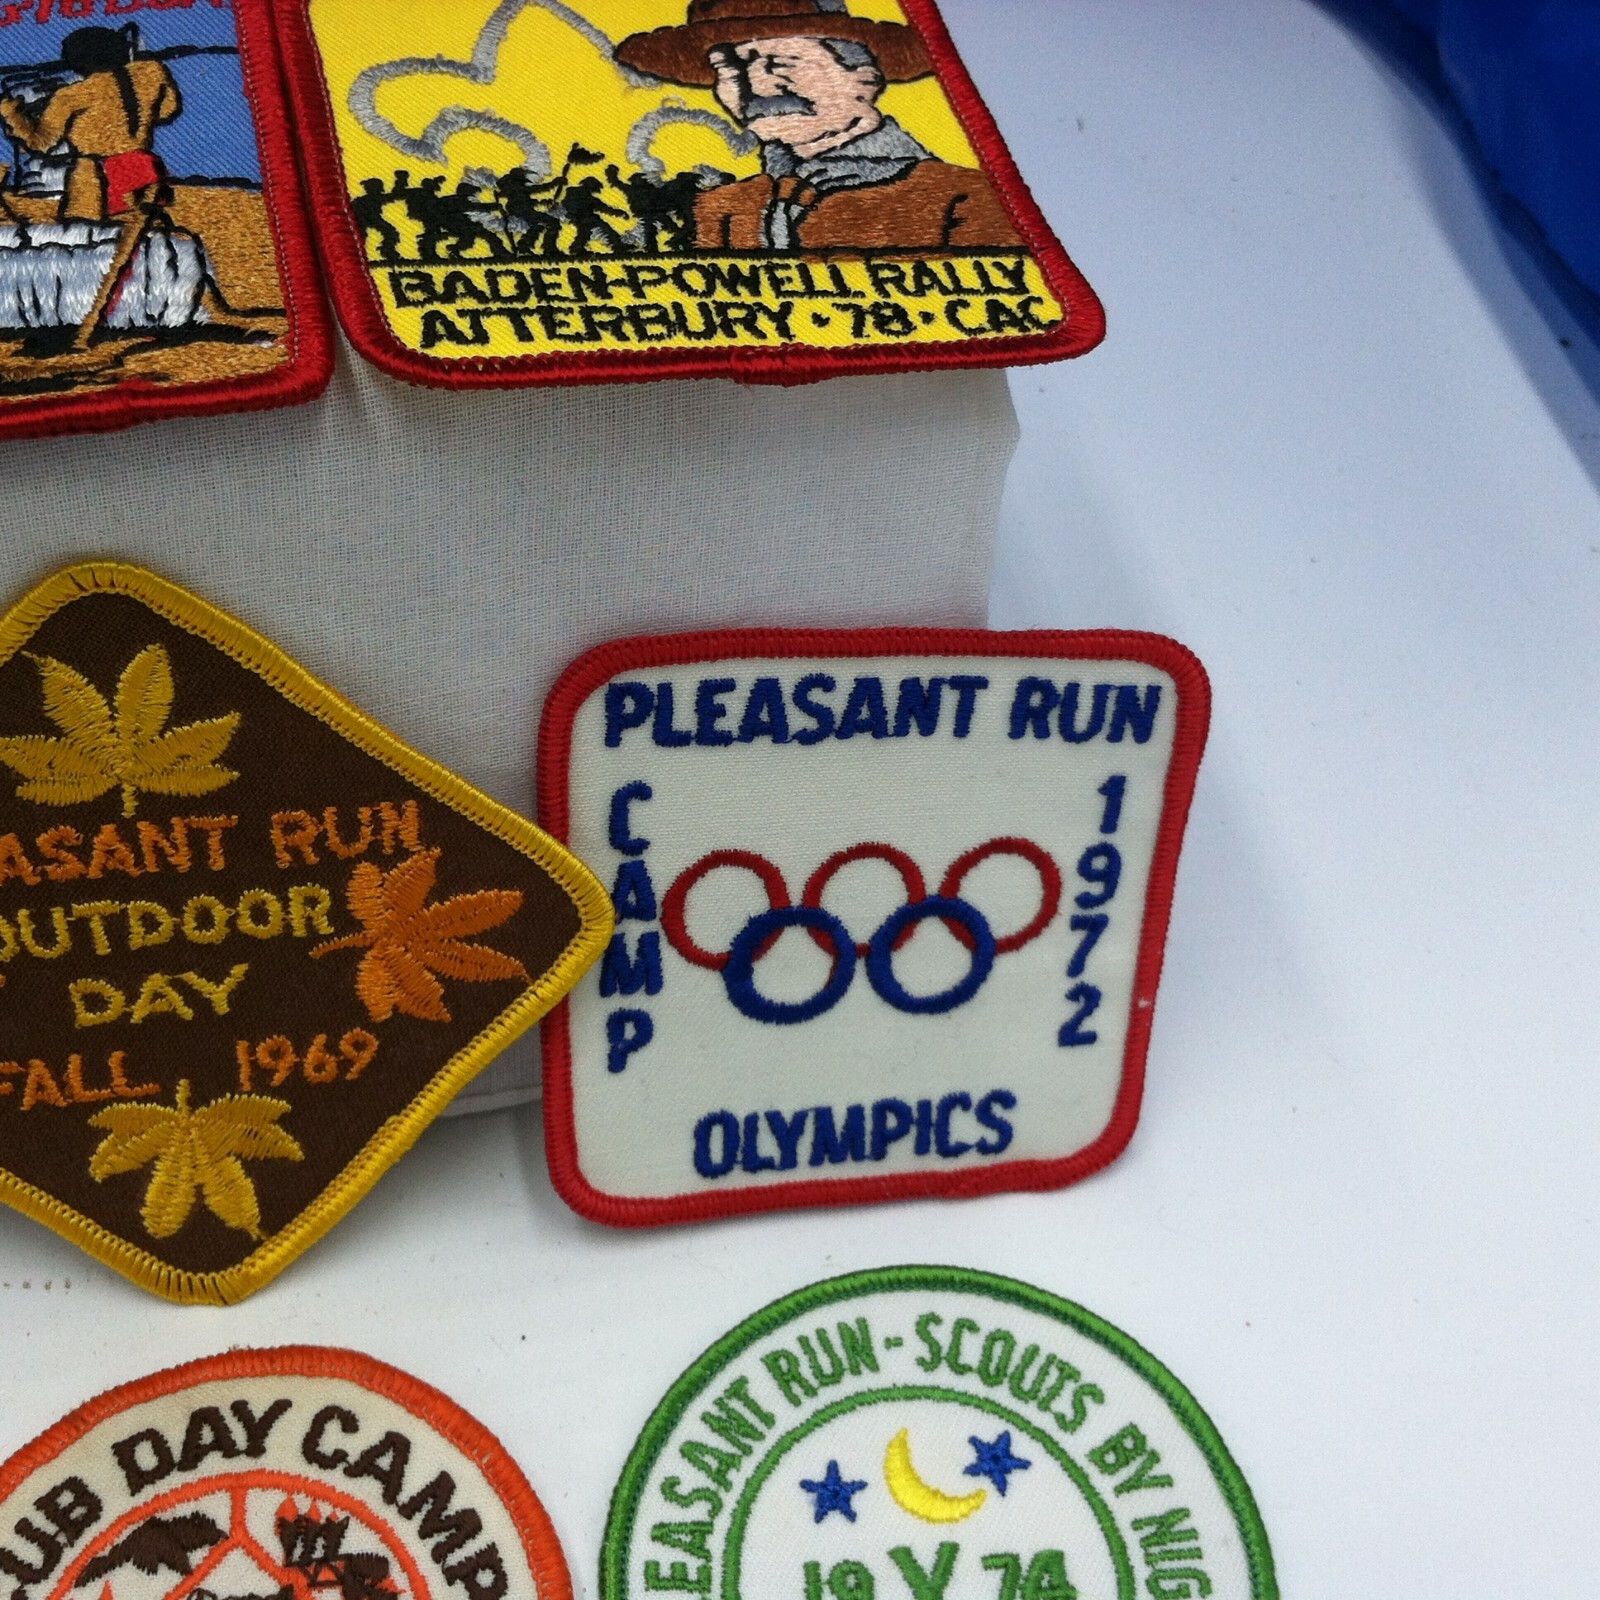 BADEN-POWELL RALLY
ATTERBURY · 78 · CAC
PLEASANT RUN
CAMP
1972
OLYMPICS
ASANT RUN
OUTDOOR
DAY
FALL 1969
UB DAY CAMP
LEASANT RUN-SCOUTS BY NIG
19 V 74